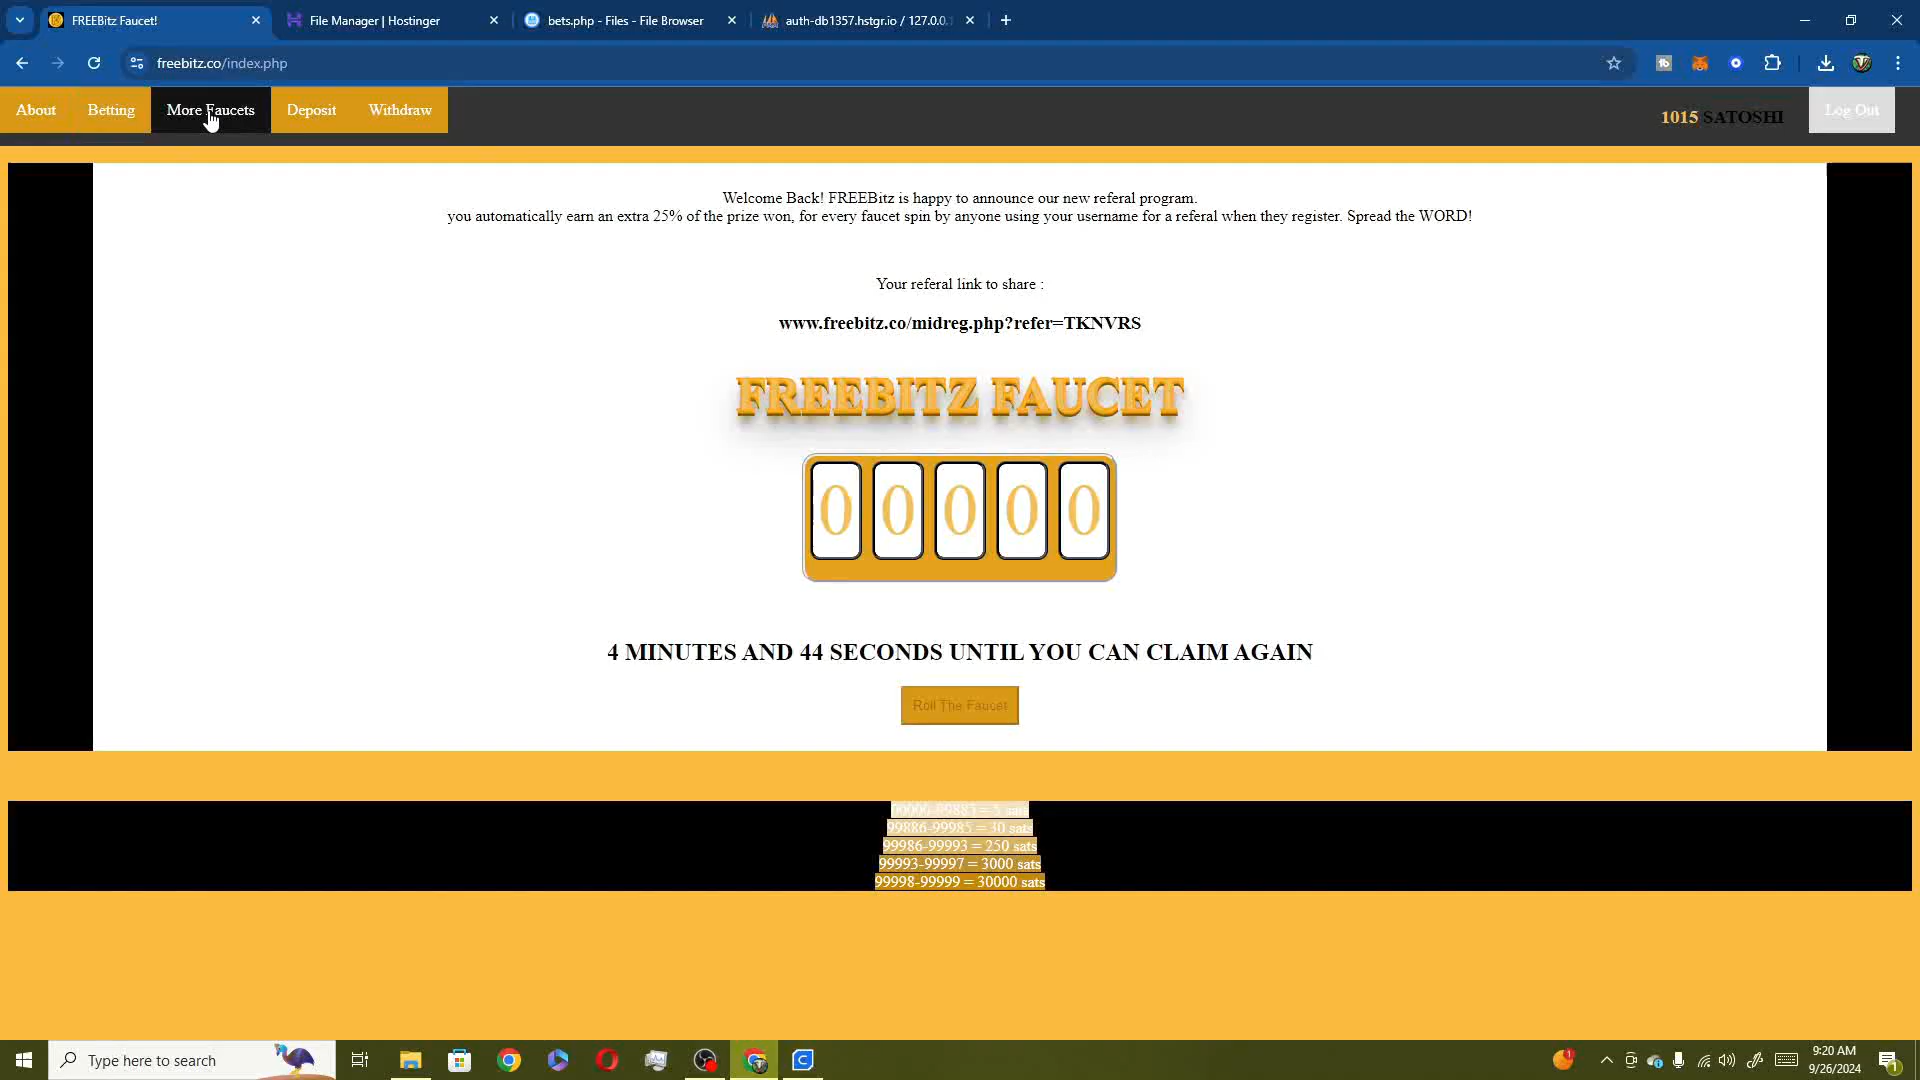 FREEBitz Faucet!
File Manager | Hostinger
bets.php - Files - File Browser
auth-db1357.hstgr.io / 127.0.0.
freebitz.co/index.php
About
Betting
More Faucets
Deposit
Withdraw
1015 SATOSHI
Log Out
Welcome Back! FREEBitz is happy to announce our new referal program.
you automatically earn an extra 25% of the prize won, for every faucet spin by anyone using your username for a referal when they register. Spread the WORD!
Your referal link to share :
www.freebitz.co/midreg.php?refer=TKNVRS
FREEBITZ FAUCET
0 0 0 0 0
4 MINUTES AND 44 SECONDS UNTIL YOU CAN CLAIM AGAIN
Roll The Faucet
00000-99885 = 5 sats
99886-99985 = 30 sats
99986-99993 = 250 sats
99993-99997 = 3000 sats
99998-99999 = 30000 sats
Type here to search
9:20 AM
9/26/2024